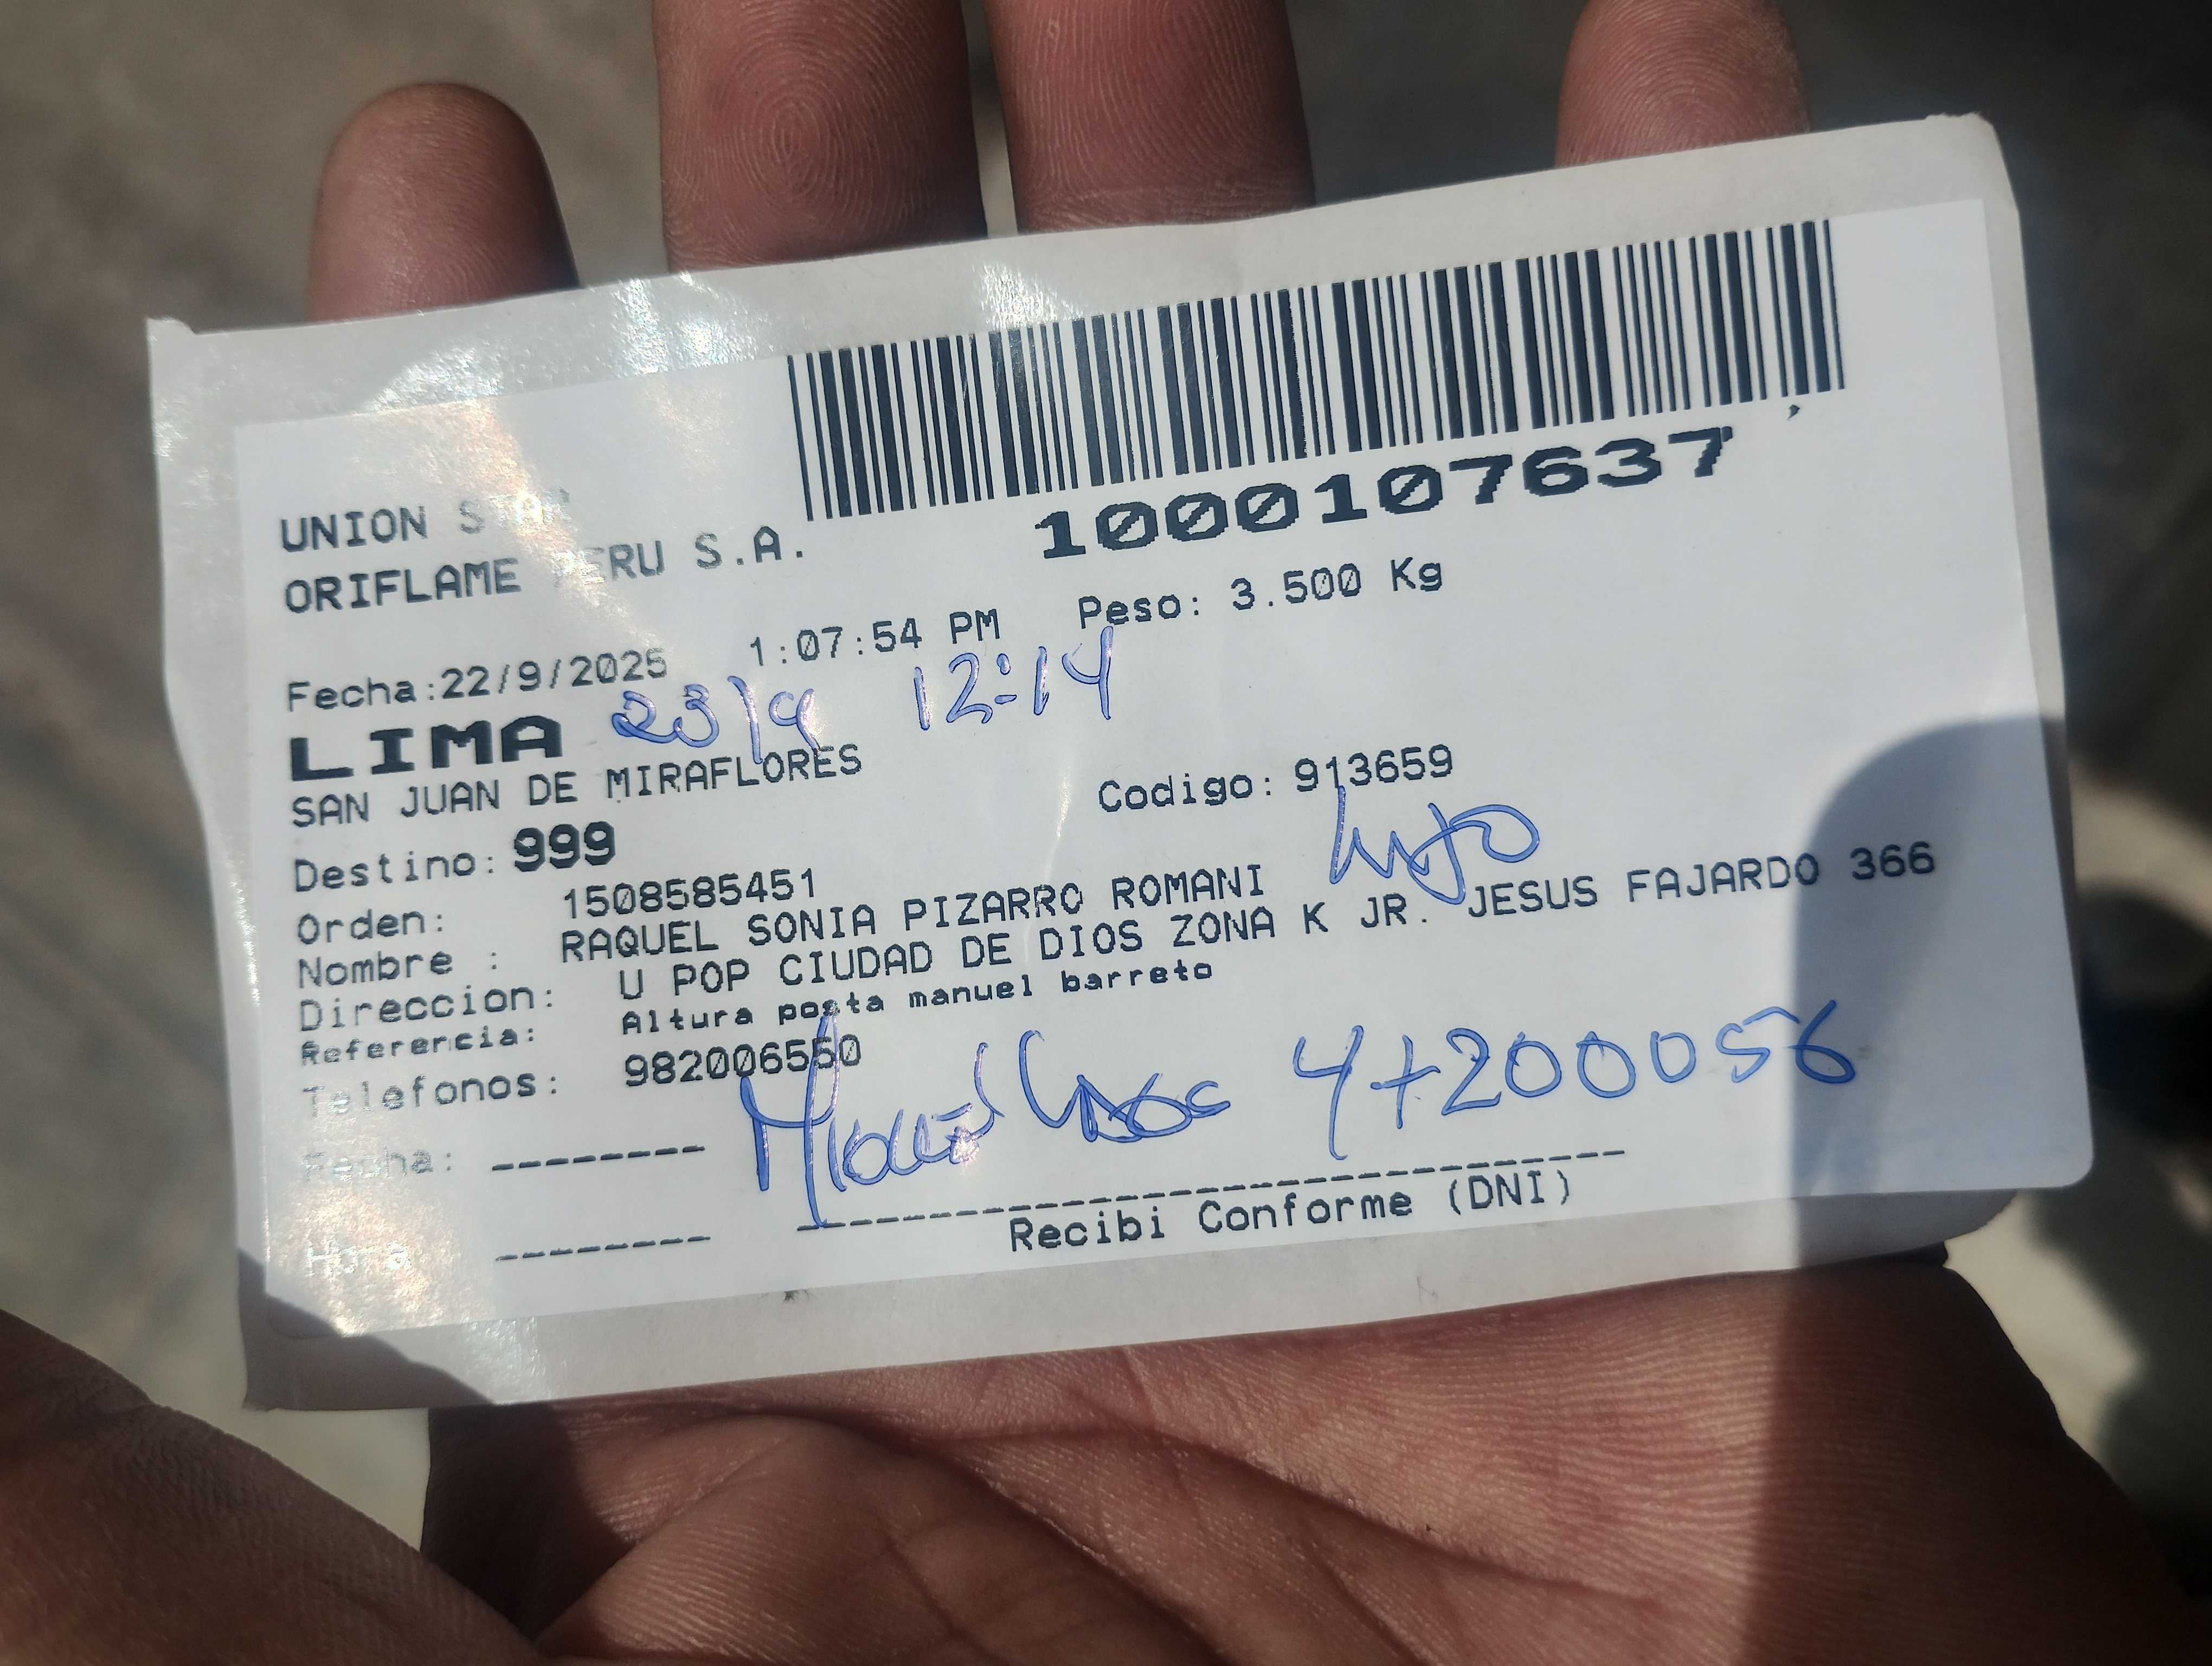 1000107637
UNION STAR
ORIFLAME PERU S.A.
Fecha:22/9/2025 1:07:54 PM Peso: 3.500 Kg
LIMA 23/9 12:14
SAN JUAN DE MIRAFLORES
Destino: 999 Codigo: 913659
Orden: 1508585451
Nombre : RAQUEL SONIA PIZARRO ROMANI
Direccion: U POP CIUDAD DE DIOS ZONA K JR. JESUS FAJARDO 366
Referencia: Altura posta manuel barreto
Telefonos: 982006550
4+200056
Fecha: --------
Hora --------
Recibi Conforme (DNI)